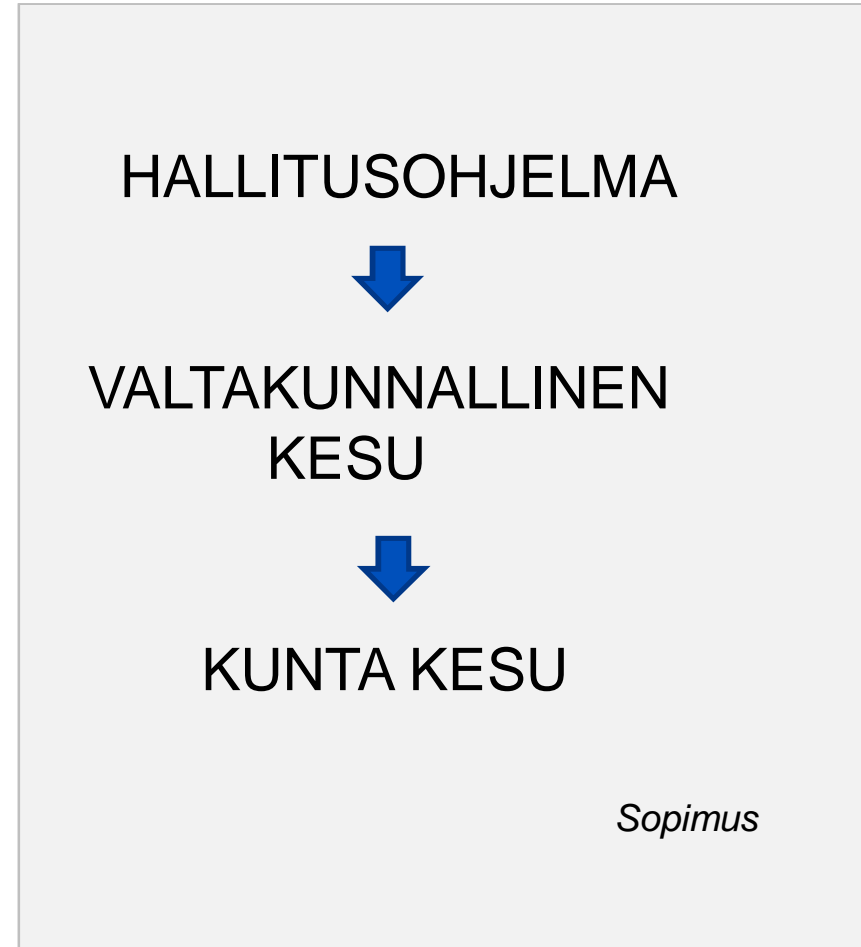 HALLITUSOHJELMA
VALTAKUNNALLINEN
KESU
KUNTA KESU
Sopimus